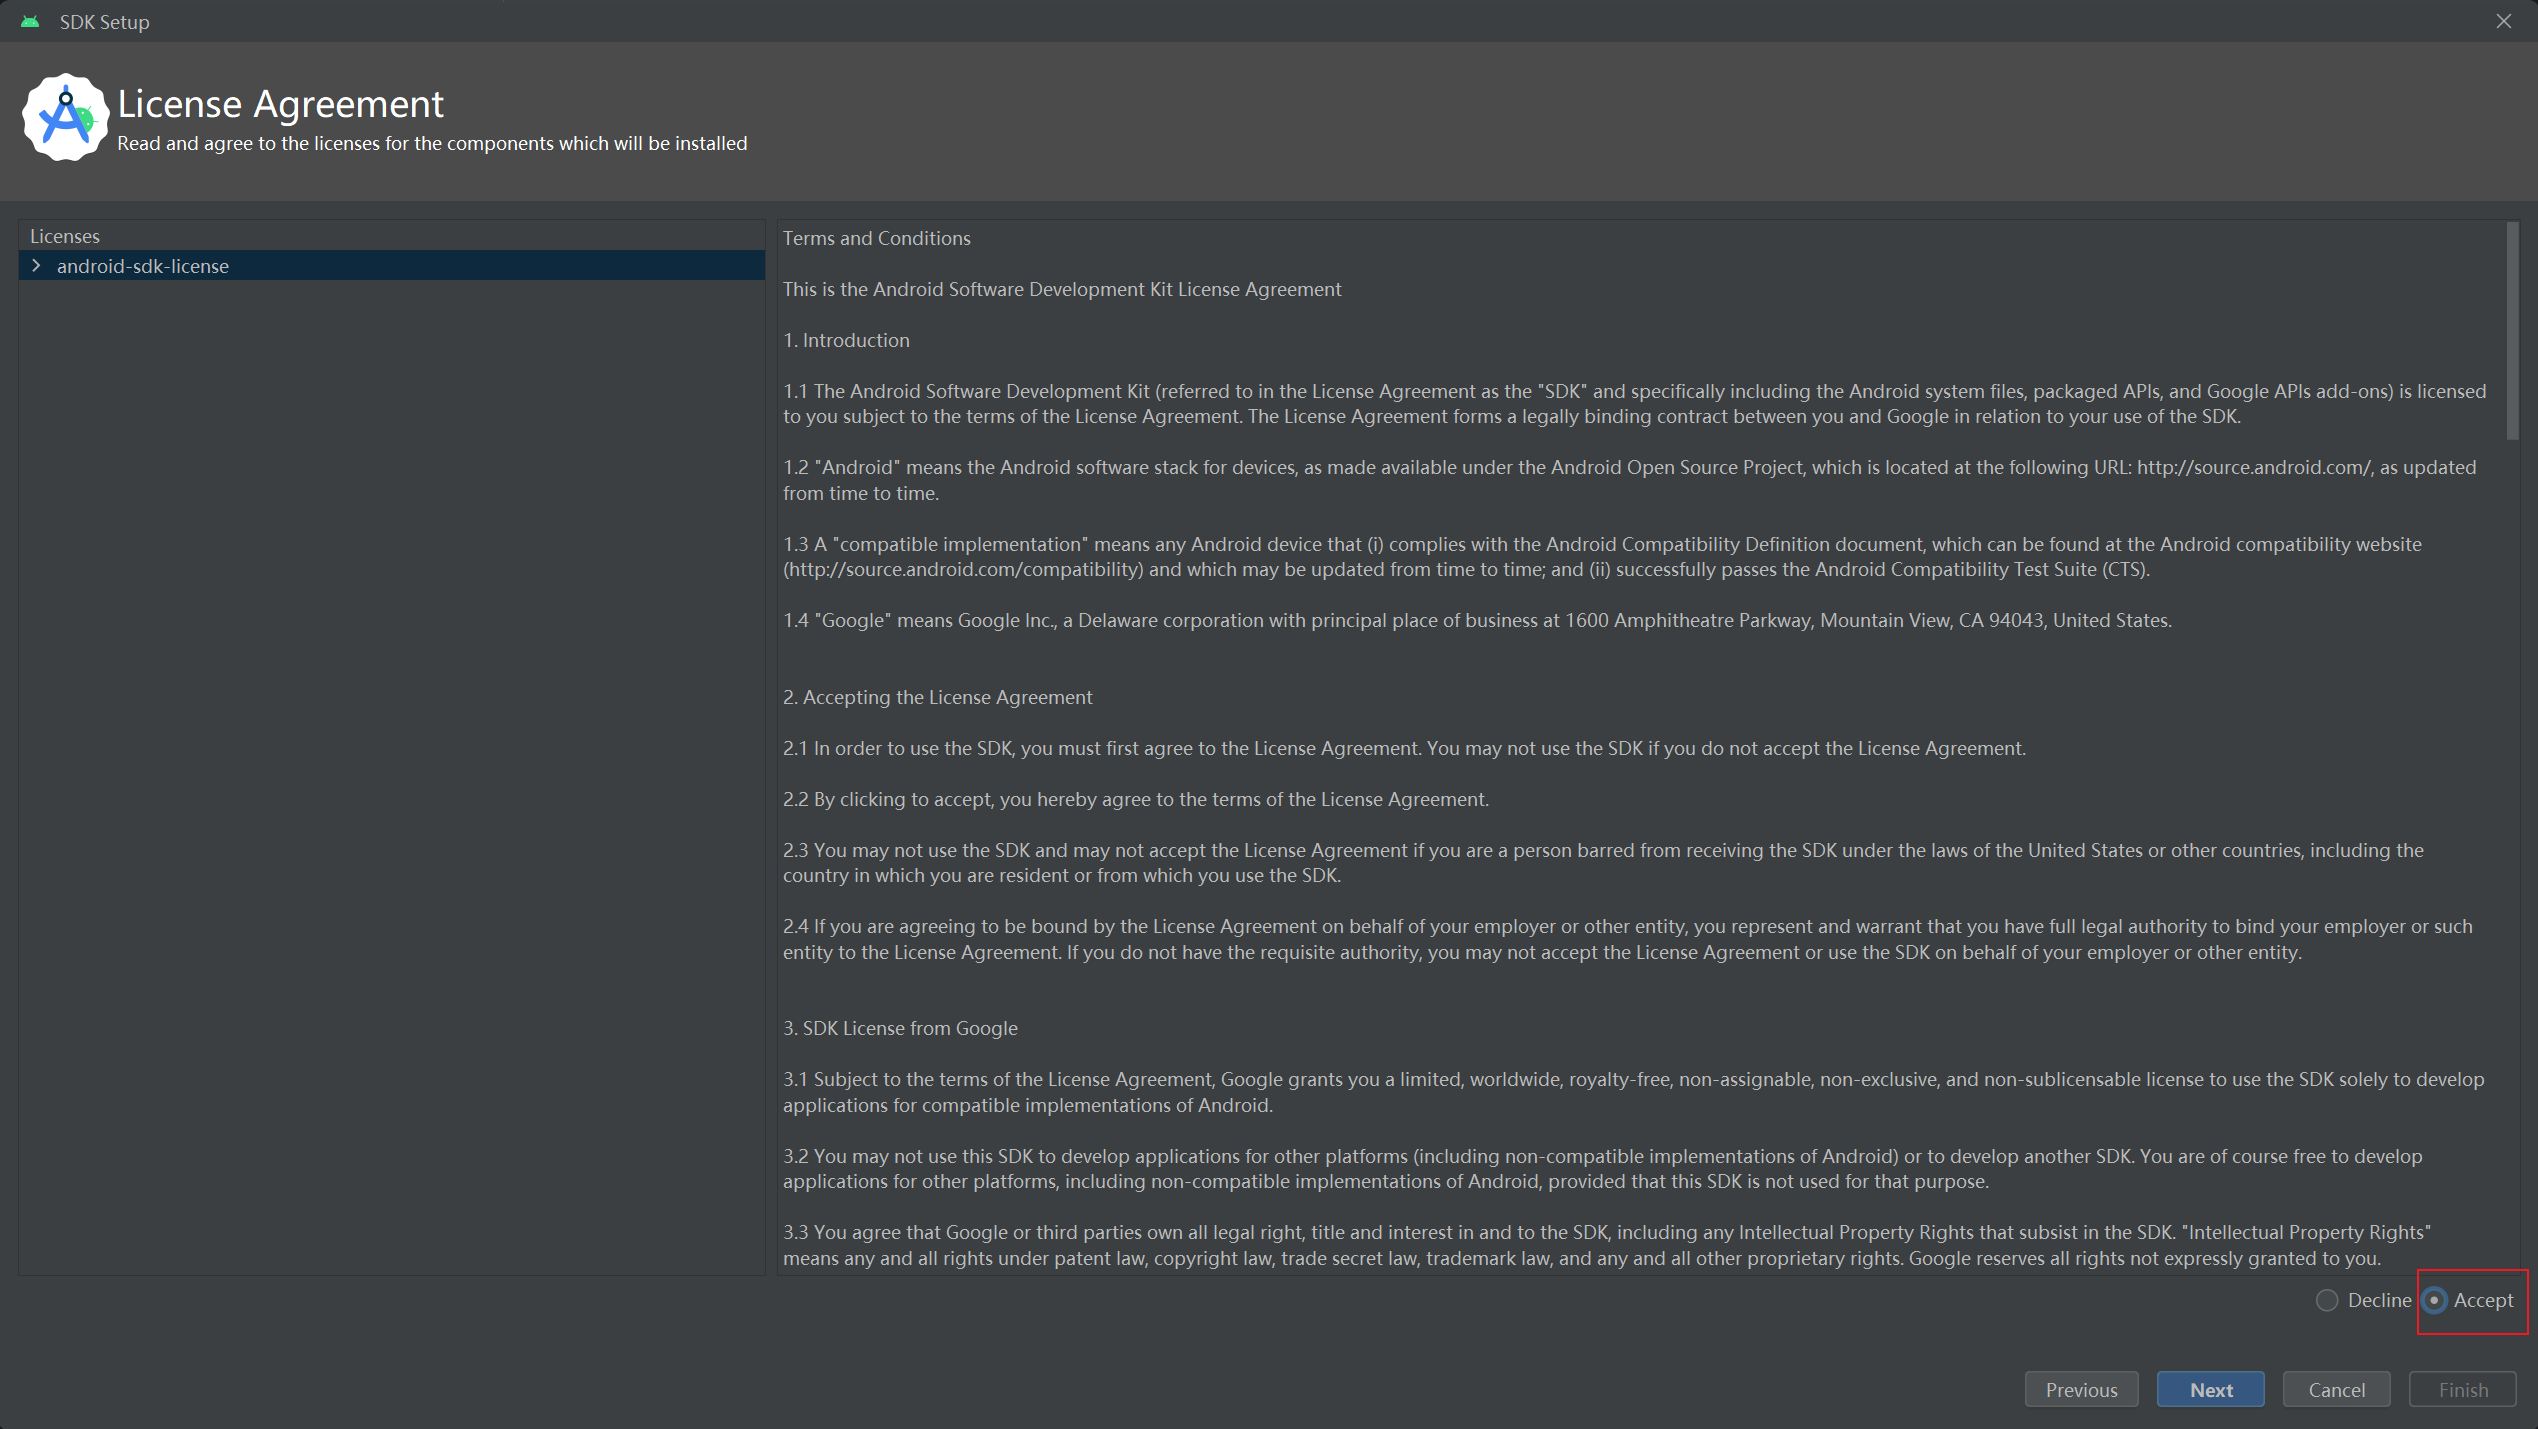 SDK Setup
License Agreement
Read and agree to the licenses for the components which will be installed
Licenses
android-sdk-license
Terms and Conditions
This is the Android Software Development Kit License Agreement
1. Introduction
1.1 The Android Software Development Kit (referred to in the License Agreement as the "SDK" and specifically including the Android system files, packaged APIs, and Google APIs add-ons) is licensed
to you subject to the terms of the License Agreement. The License Agreement forms a legally binding contract between you and Google in relation to your use of the SDK.
1.2 "Android" means the Android software stack for devices, as made available under the Android Open Source Project, which is located at the following URL: http://source.android.com/, as updated
from time to time.
1.3 A "compatible implementation" means any Android device that (i) complies with the Android Compatibility Definition document, which can be found at the Android compatibility website
(http://source.android.com/compatibility) and which may be updated from time to time; and (ii) successfully passes the Android Compatibility Test Suite (CTS).
1.4 "Google" means Google Inc., a Delaware corporation with principal place of business at 1600 Amphitheatre Parkway, Mountain View, CA 94043, United States.
2. Accepting the License Agreement
2.1 In order to use the SDK, you must first agree to the License Agreement. You may not use the SDK if you do not accept the License Agreement.
2.2 By clicking to accept, you hereby agree to the terms of the License Agreement.
2.3 You may not use the SDK and may not accept the License Agreement if you are a person barred from receiving the SDK under the laws of the United States or other countries, including the
country in which you are resident or from which you use the SDK.
2.4 If you are agreeing to be bound by the License Agreement on behalf of your employer or other entity, you represent and warrant that you have full legal authority to bind your employer or such
entity to the License Agreement. If you do not have the requisite authority, you may not accept the License Agreement or use the SDK on behalf of your employer or other entity.
3. SDK License from Google
3.1 Subject to the terms of the License Agreement, Google grants you a limited, worldwide, royalty-free, non-assignable, non-exclusive, and non-sublicensable license to use the SDK solely to develop
applications for compatible implementations of Android.
3.2 You may not use this SDK to develop applications for other platforms (including non-compatible implementations of Android) or to develop another SDK. You are of course free to develop
applications for other platforms, including non-compatible implementations of Android, provided that this SDK is not used for that purpose.
3.3 You agree that Google or third parties own all legal right, title and interest in and to the SDK, including any Intellectual Property Rights that subsist in the SDK. "Intellectual Property Rights"
means any and all rights under patent law, copyright law, trade secret law, trademark law, and any and all other proprietary rights. Google reserves all rights not expressly granted to you.
Decline Accept
Previous Next Cancel Finish